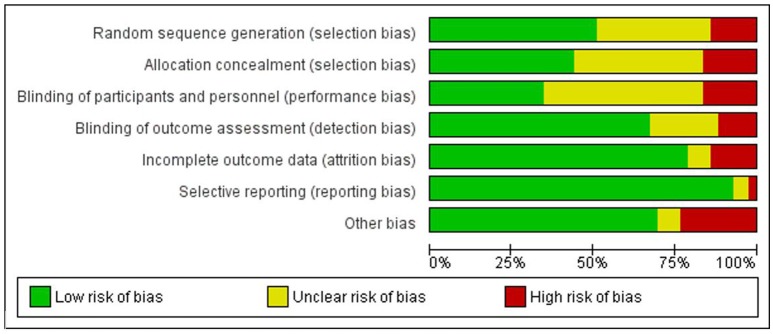 Random sequence generation (selection bias)
Allocation concealment (selection bias)
Blinding of participants and personnel (performance bias)
Blinding of outcome assessment (detection bias)
Incomplete outcome data (attrition bias)
Selective reporting (reporting bias)
Other bias
0% 25% 50% 75% 100%
Low risk of bias Unclear risk of bias High risk of bias